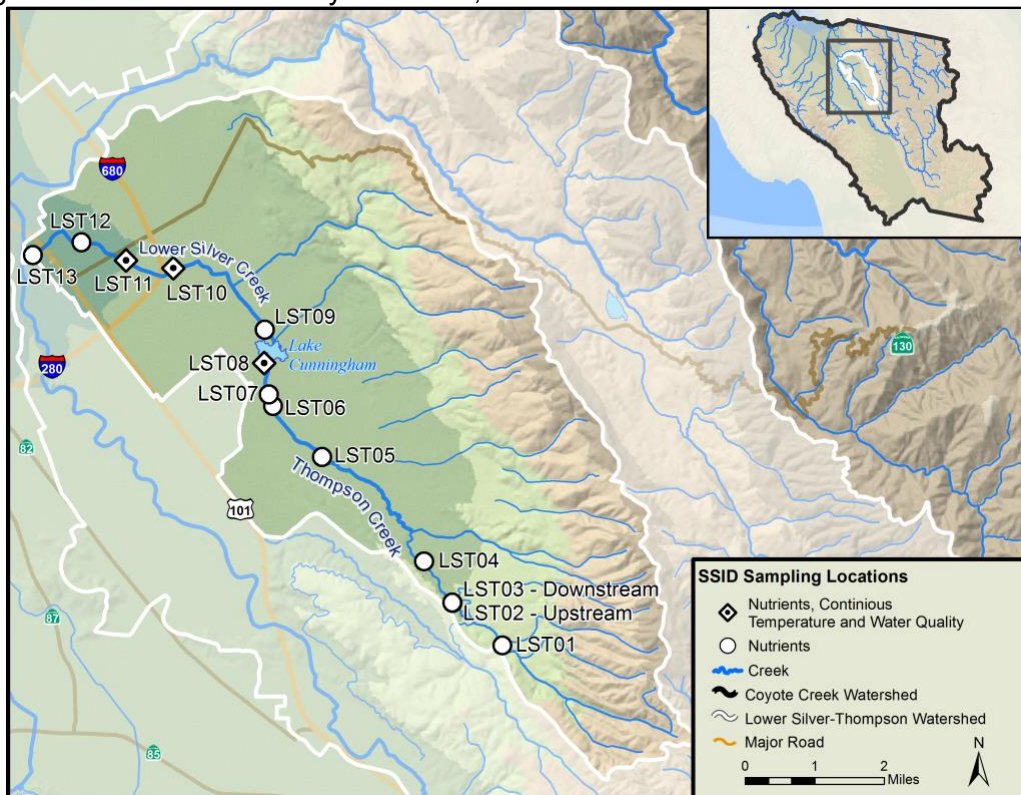 680
LST12
LST13
Lower Silver Creek
LST11
LST10
LST09
Lake
Cunningham
280
LST08
LST07
LST06
130
82
LST05
Thompson Creek
101
LST04
LST03 - Downstream
LST02 - Upstream
LST01
87
85
SSID Sampling Locations
Nutrients, Continious
Temperature and Water Quality
Nutrients
Creek
Coyote Creek Watershed
Lower Silver-Thompson Watershed
Major Road
N
0 1 2
Miles